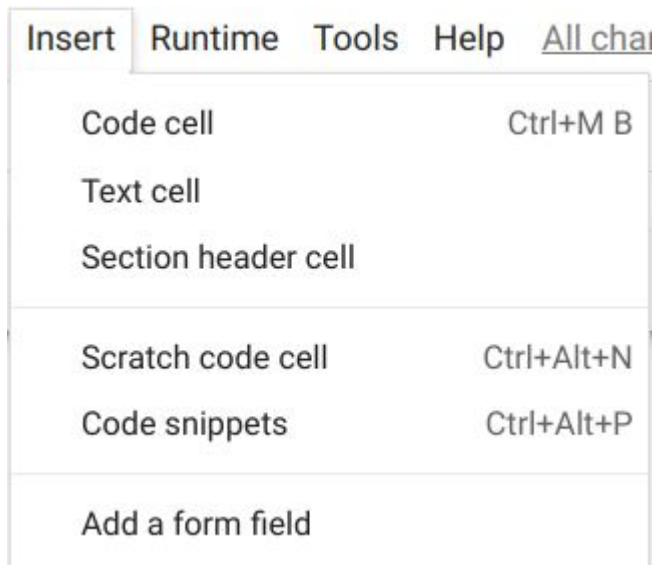 Insert Runtime Tools Help All
Code cell Ctrl+M B
Text cell
Section header cell
Scratch code cell Ctrl+Alt+N
Code snippets Ctrl+Alt+P
Add a form field